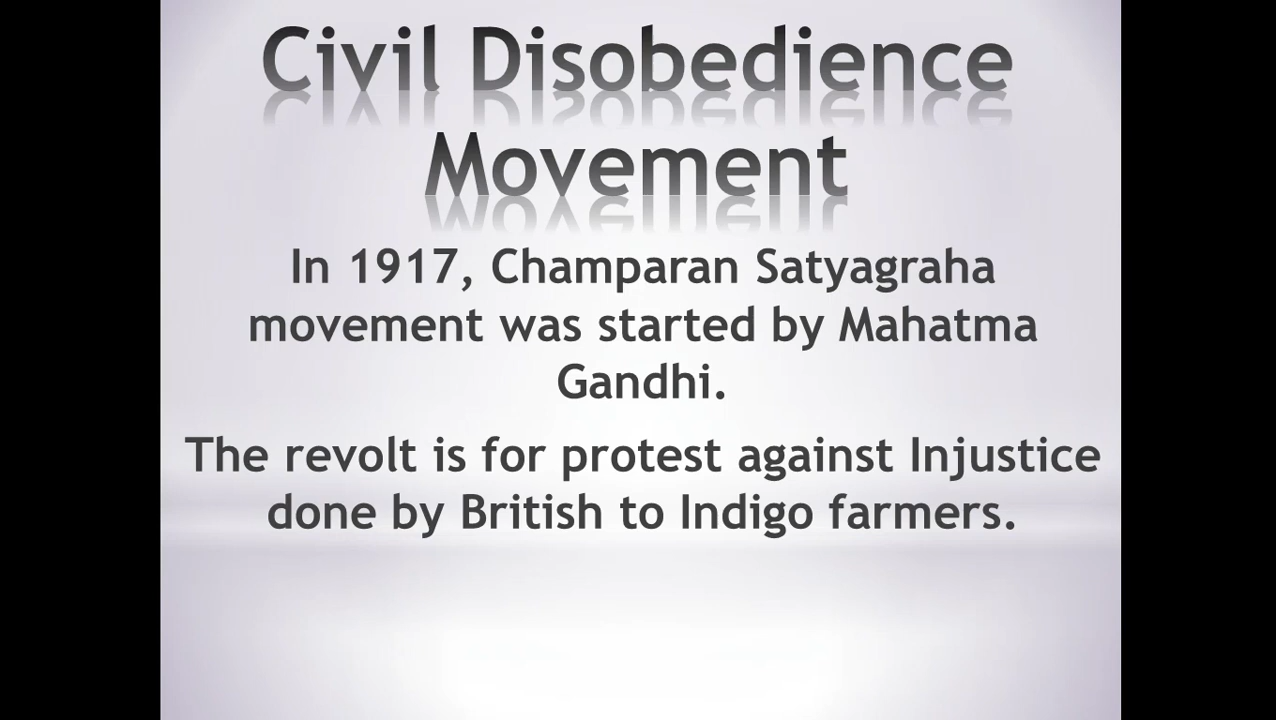 Civil Disobedience
Movement
In 1917, Champaran Satyagraha
movement was started by Mahatma
Gandhi.
The revolt is for protest against Injustice
done by British to Indigo farmers.